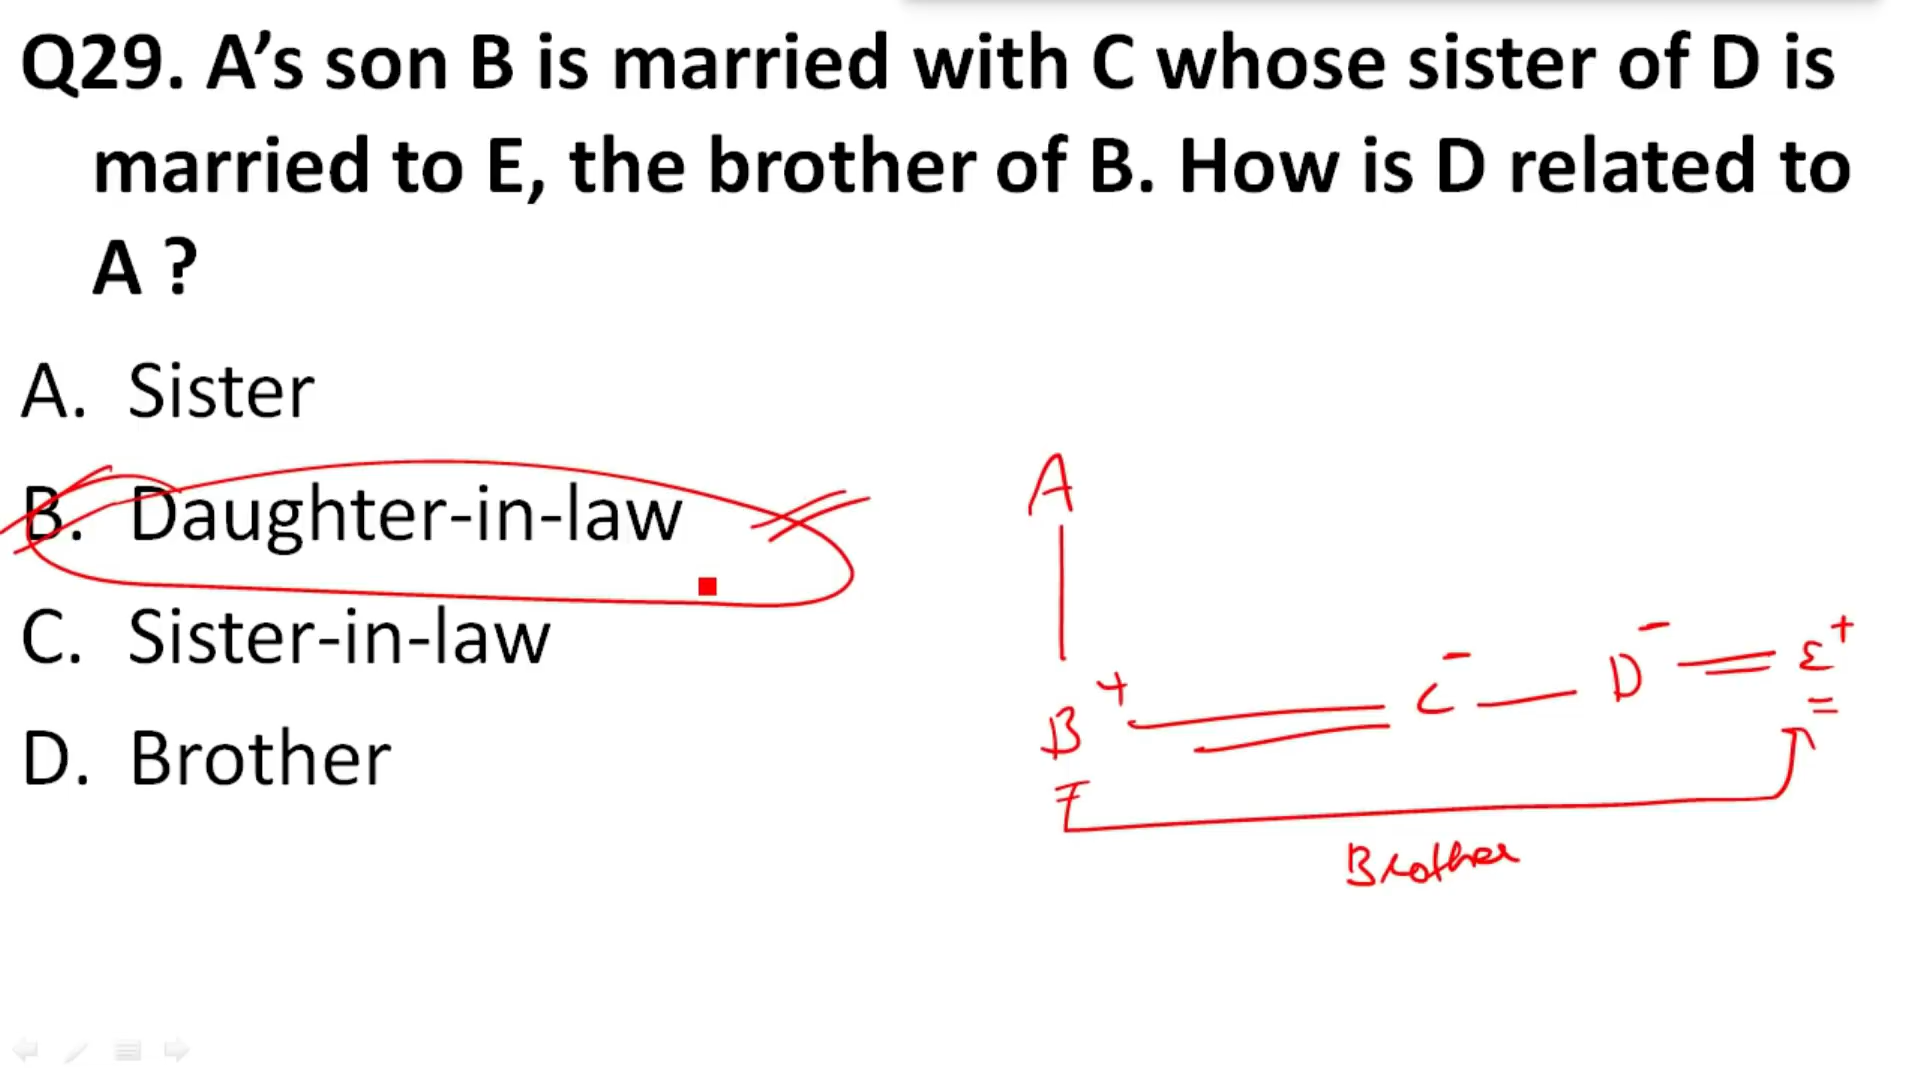 Q29. A’s son B is married with C whose sister of D is
married to E, the brother of B. How is D related to
A ?
A. Sister
B. Daughter-in-law
C. Sister-in-law
D. Brother
A
B + C - D - E +
Brother